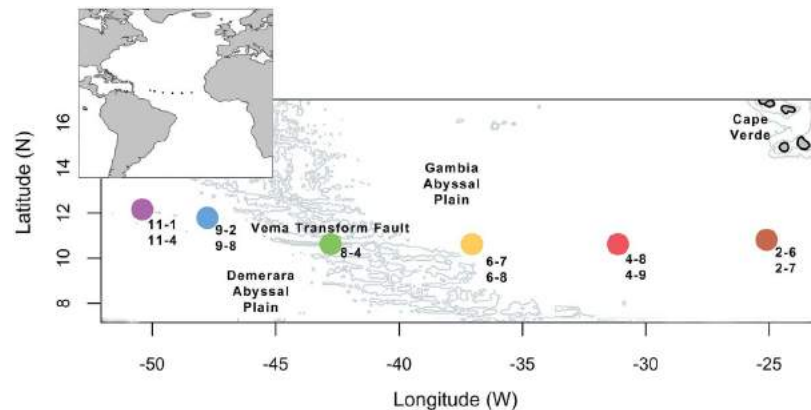 Latitude (N)
16
14
12
10
8
Cape
Verde
Gambia
Abyssal
Plain
11-1
11-4
9-2
9-8
Vema Transform Fault
8-4
6-7
6-8
4-8
4-9
2-6
2-7
Demerara
Abyssal
Plain
-50
-45
-40
-35
-30
-25
Longitude (W)